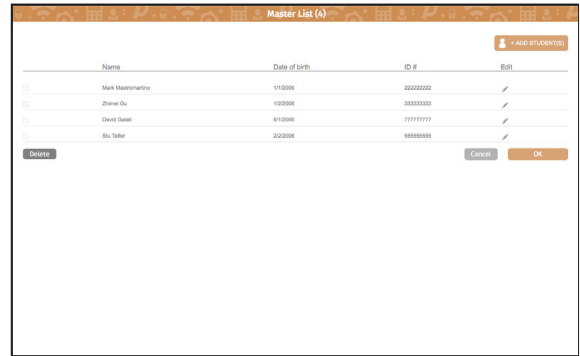 Master List (4)
+ ADD STUDENT(S)
Name Date of birth ID # Edit
Mark Mastromartino 1/1/2006 222222222
Zhenei Gu 1/2/2006 333333333
David Galati 6/1/2006 777777777
Stu Telfer 2/2/2006 555555555
Delete Cancel OK